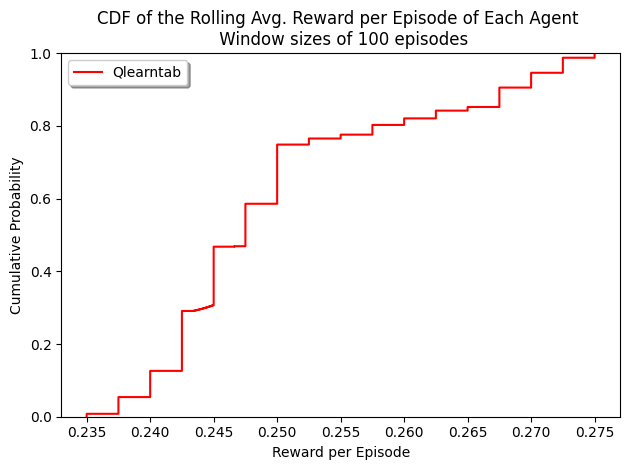 CDF of the Rolling Avg. Reward per Episode of Each Agent
Window sizes of 100 episodes
Qlearntab
1.0
0.8
0.6
0.4
0.2
0.0
Cumulative Probability
0.235 0.240 0.245 0.250 0.255 0.260 0.265 0.270 0.275
Reward per Episode